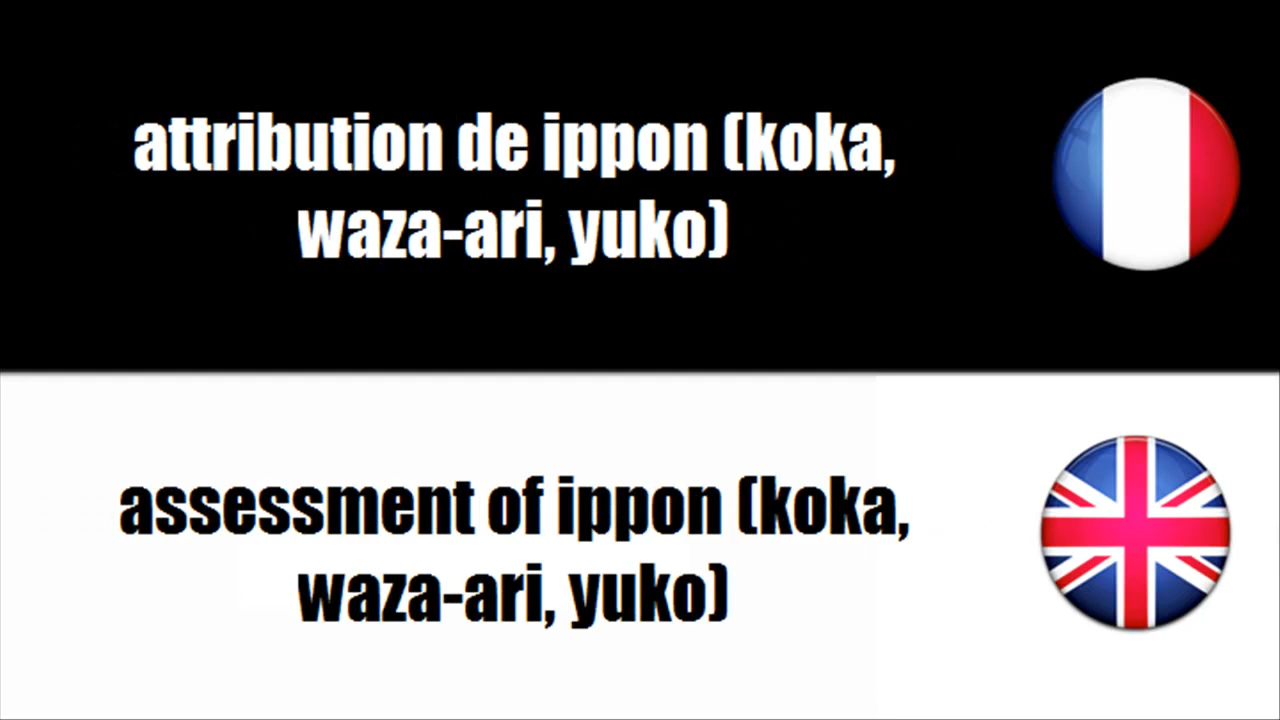 attribution de ippon (koka,
waza-ari, yuko)
assessment of ippon (koka,
waza-ari, yuko)